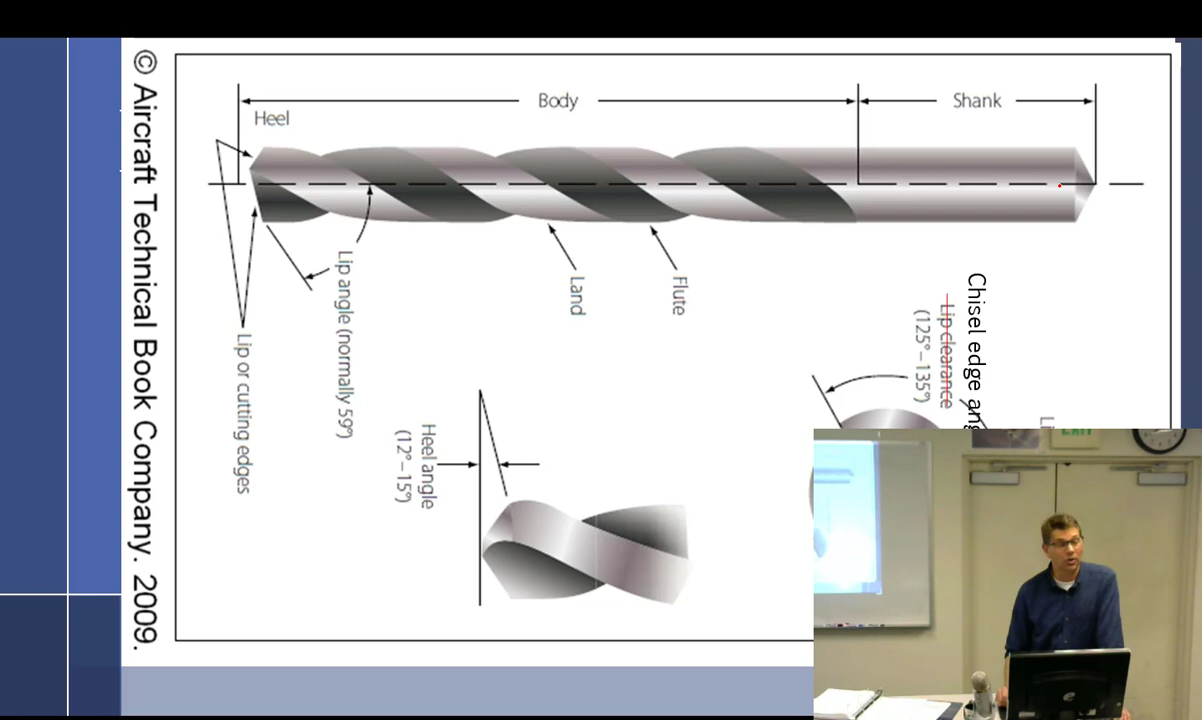 © Aircraft Technical Book Company. 2009.
Body
Shank
Heel
Lip angle (normally 59°)
Land
Flute
Lip or cutting edges
Chisel edge ang
Lip clearance
(125°–135°)
Heel angle
(12°–15°)
EXIT